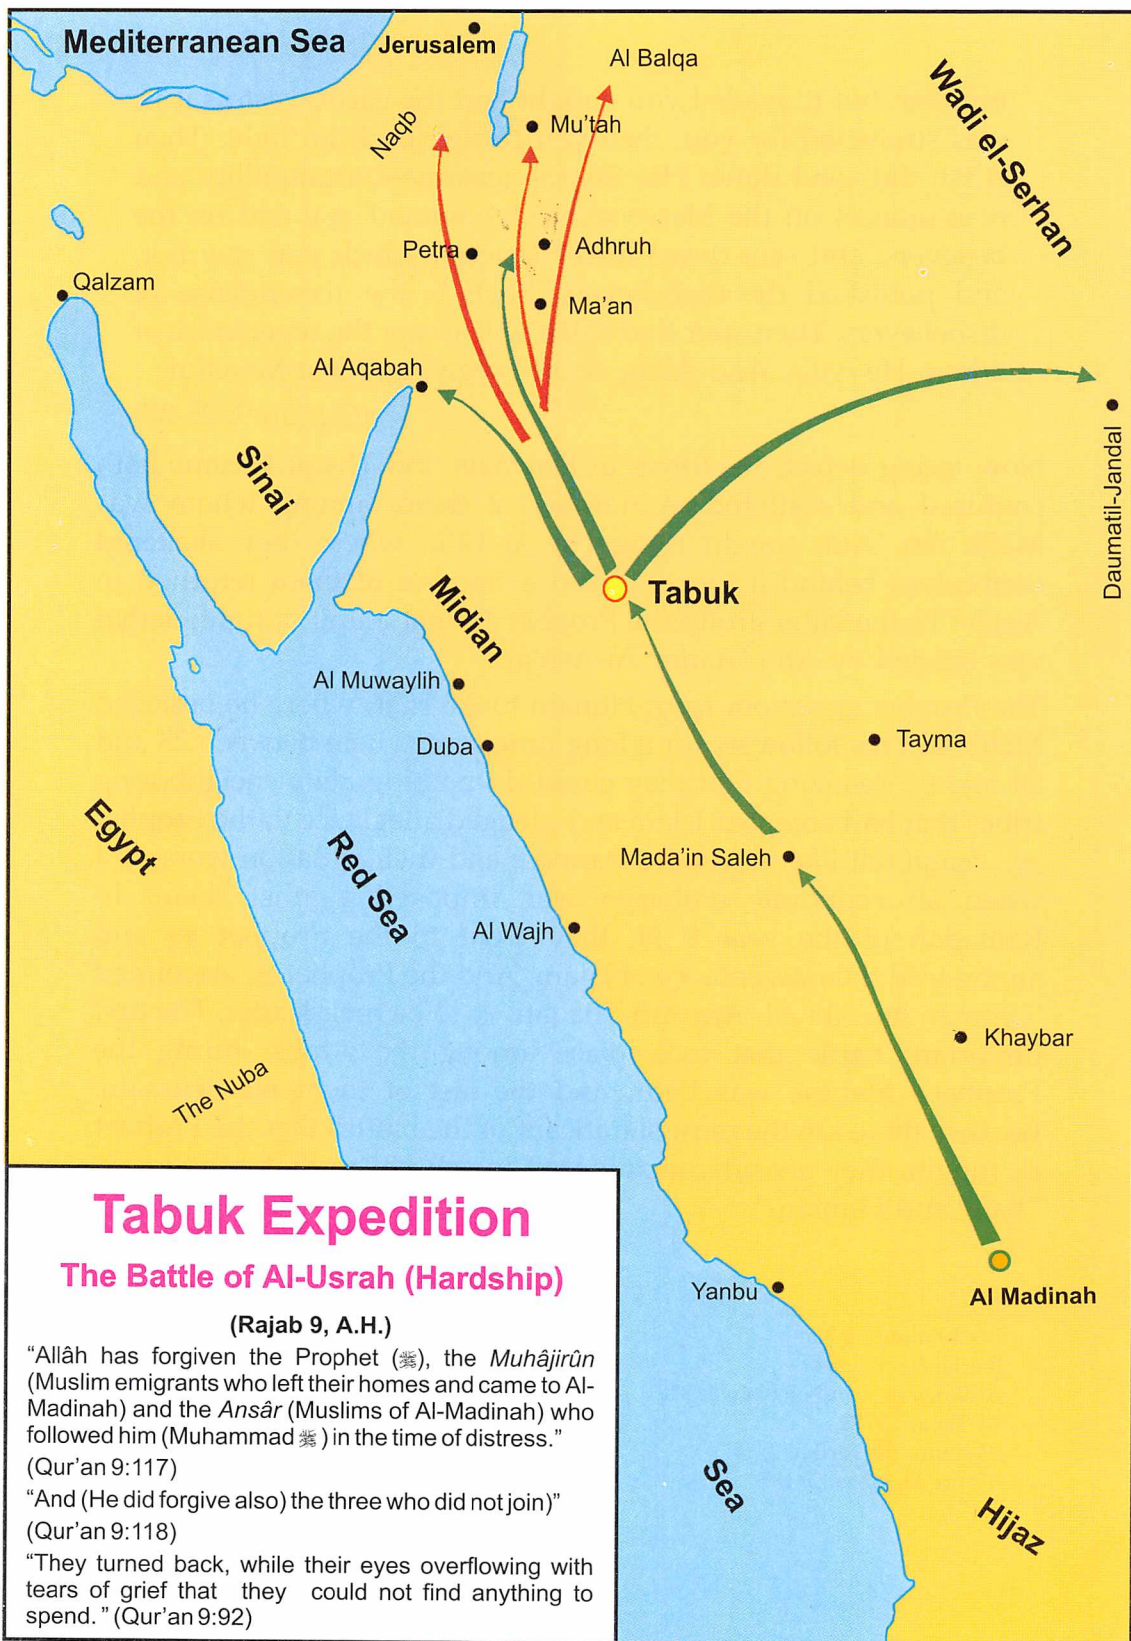 Mediterranean Sea
Jerusalem
Al Balqa
Wadi el-Serhan
Naqb
Mu'tah
Petra
Adhruh
Qalzam
Ma'an
Al Aqabah
Daumatil-Jandal
Sinai
Tabuk
Midian
Al Muwaylih
Duba
Tayma
Egypt
Red Sea
Mada'in Saleh
Al Wajh
Khaybar
The Nuba
Yanbu
Al Madinah
Sea
Hijaz
Tabuk Expedition
The Battle of Al-Usrah (Hardship)
(Rajab 9, A.H.)
“Allâh has forgiven the Prophet (ﷺ), the Muhâjirûn
(Muslim emigrants who left their homes and came to Al-
Madinah) and the Ansâr (Muslims of Al-Madinah) who
followed him (Muhammad ﷺ) in the time of distress.”
(Qur’an 9:117)
“And (He did forgive also) the three who did not join)”
(Qur’an 9:118)
“They turned back, while their eyes overflowing with
tears of grief that they could not find anything to
spend. ” (Qur’an 9:92)